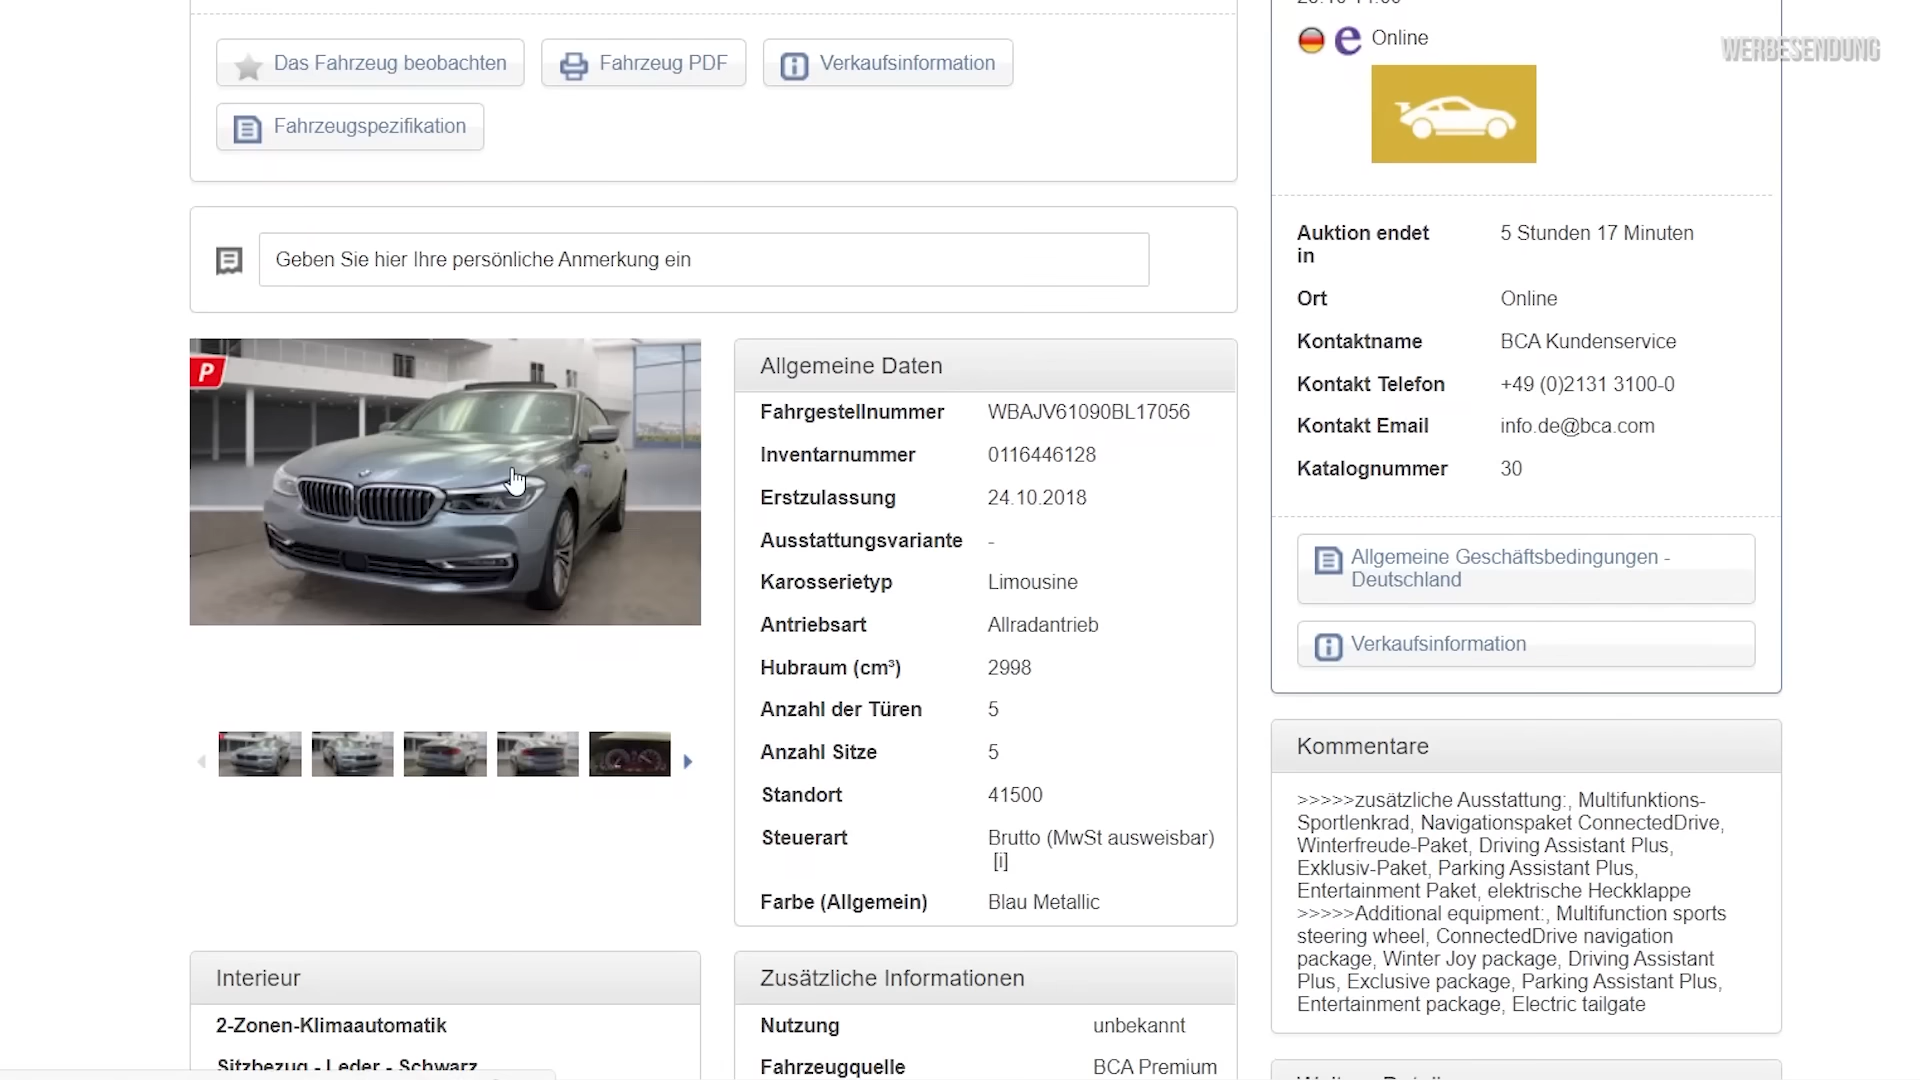 Online
WERBESENDUNG
Das Fahrzeug beobachten
Fahrzeug PDF
Verkaufsinformation
Fahrzeugspezifikation
Geben Sie hier Ihre persönliche Anmerkung ein
P
Allgemeine Daten
Fahrgestellnummer WBAJV61090BL17056
Inventarnummer 0116446128
Erstzulassung 24.10.2018
Ausstattungsvariante -
Karosserietyp Limousine
Antriebsart Allradantrieb
Hubraum (cm³) 2998
Anzahl der Türen 5
Anzahl Sitze 5
Standort 41500
Steuerart Brutto (MwSt ausweisbar)
[i]
Farbe (Allgemein) Blau Metallic
Interieur
2-Zonen-Klimaautomatik
Sitzbezug - Leder - Schwarz
Zusätzliche Informationen
Nutzung unbekannt
Fahrzeugquelle BCA Premium
Auktion endet 5 Stunden 17 Minuten
in
Ort Online
Kontaktname BCA Kundenservice
Kontakt Telefon +49 (0)2131 3100-0
Kontakt Email info.de@bca.com
Katalognummer 30
Allgemeine Geschäftsbedingungen -
Deutschland
Verkaufsinformation
Kommentare
>>>>>zusätzliche Ausstattung:, Multifunktions-
Sportlenkrad, Navigationspaket ConnectedDrive,
Winterfreude-Paket, Driving Assistant Plus,
Exklusiv-Paket, Parking Assistant Plus,
Entertainment Paket, elektrische Heckklappe
>>>>>Additional equipment:, Multifunction sports
steering wheel, ConnectedDrive navigation
package, Winter Joy package, Driving Assistant
Plus, Exclusive package, Parking Assistant Plus,
Entertainment package, Electric tailgate